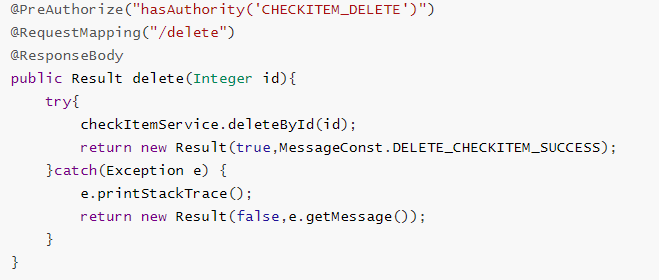 @PreAuthorize("hasAuthority('CHECKITEM_DELETE')")
@RequestMapping("/delete")
@ResponseBody
public Result delete(Integer id){
    try{
        checkItemService.deleteById(id);
        return new Result(true,MessageConst.DELETE_CHECKITEM_SUCCESS);
    }catch(Exception e) {
        e.printStackTrace();
        return new Result(false,e.getMessage());
    }
}